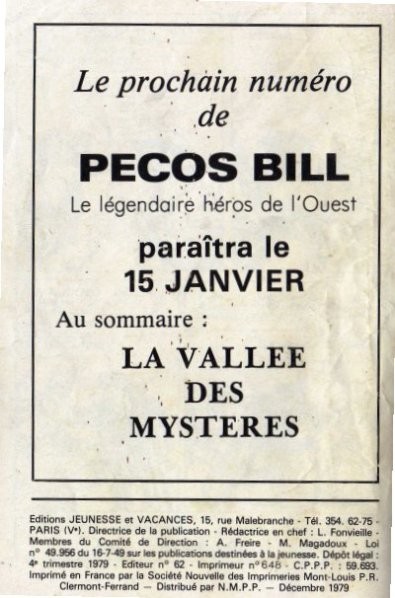 Le prochain numéro
de
PECOS BILL
Le légendaire héros de l'Ouest
paraîtra le
15 JANVIER
Au sommaire :
LA VALLEE
DES
MYSTERES
Editions JEUNESSE et VACANCES, 15, rue Malebranche - Tél. 354. 62-75 -
PARIS (Vᵉ). Directrice de la publication - Rédactrice en chef : L. Fonvieille -
Membres du Comité de Direction : A. Freire - M. Magadoux - Loi
n° 49.956 du 16-7-49 sur les publications destinées à la jeunesse. Dépôt légal :
4ᵉ trimestre 1979 - Editeur n° 62 - Imprimeur n° 648 - C.P.P.P. : 59.693.
Imprimé en France par la Société Nouvelle des Imprimeries Mont-Louis P.R.
Clermont-Ferrand — Distribué par N.M.P.P. — Décembre 1979